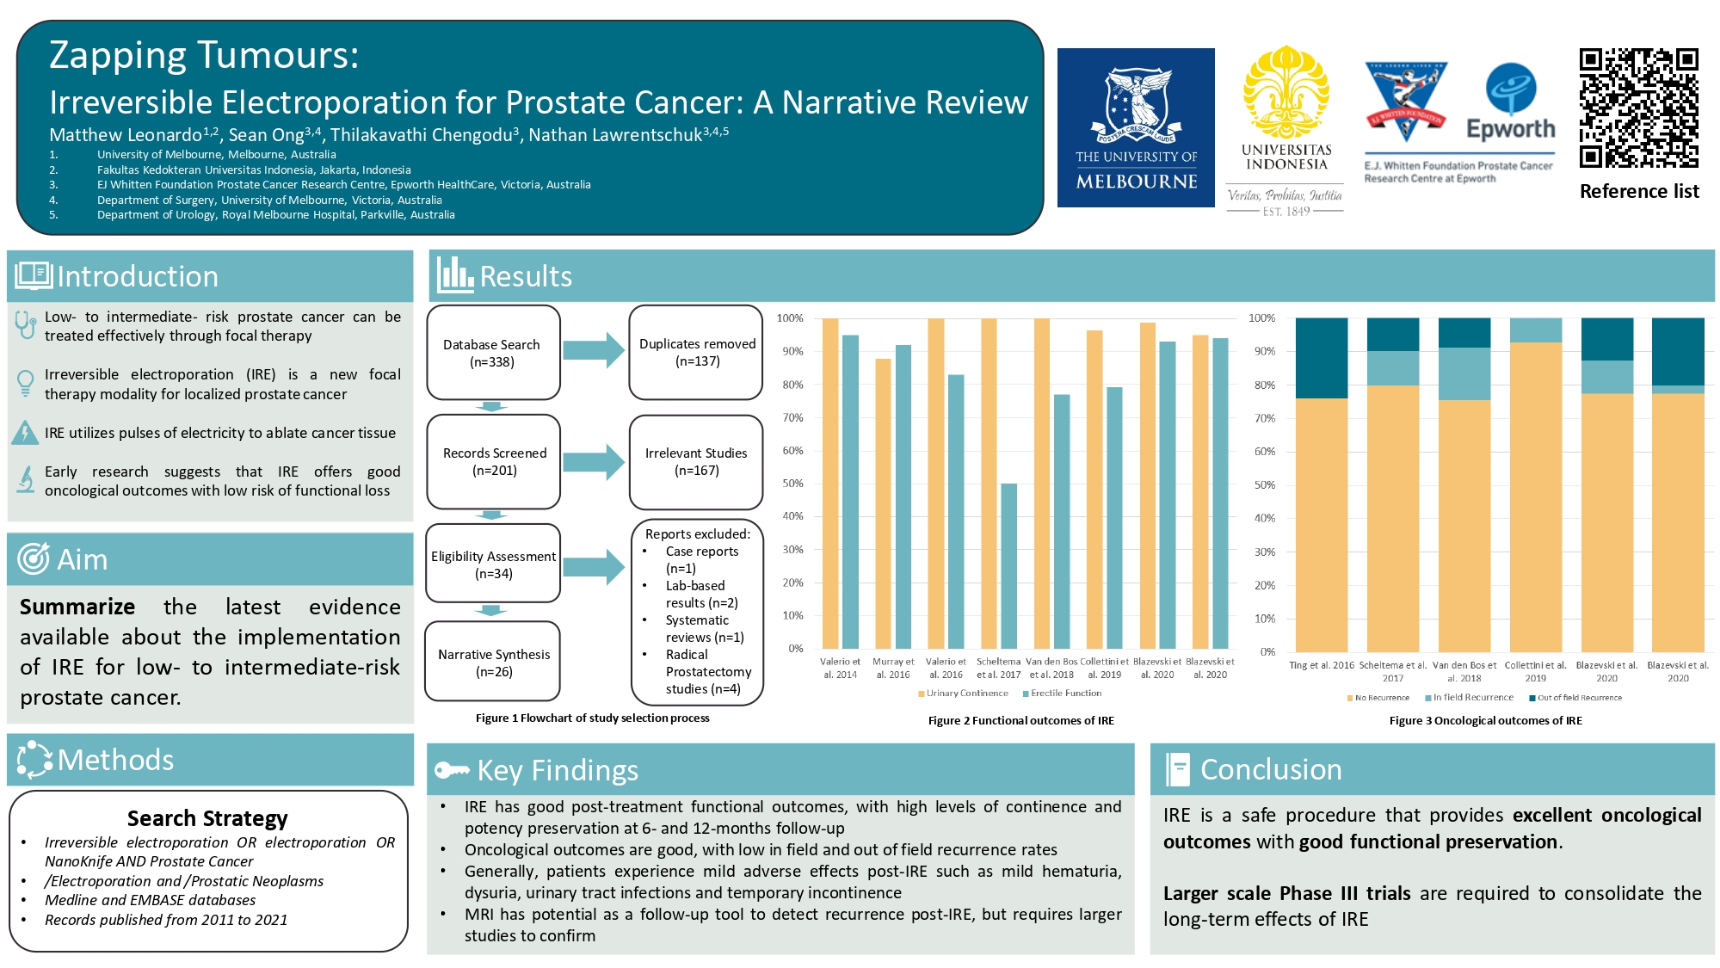 Zapping Tumours:
Irreversible Electroporation for Prostate Cancer: A Narrative Review
Matthew Leonardo1,2, Sean Ong3,4, Thilakavathi Chengodu3, Nathan Lawrentschuk3,4,5
1. University of Melbourne, Melbourne, Australia
2. Fakultas Kedokteran Universitas Indonesia, Jakarta, Indonesia
3. EJ Whitten Foundation Prostate Cancer Research Centre, Epworth HealthCare, Victoria, Australia
4. Department of Surgery, University of Melbourne, Victoria, Australia
5. Department of Urology, Royal Melbourne Hospital, Parkville, Australia
POSTERA CRESCAM LAUDE
THE UNIVERSITY OF
MELBOURNE
UNIVERSITAS
INDONESIA
Veritas, Probitas, Justitia
EST. 1849
THE LEGEND LIVES ON
E.J. WHITTEN FOUNDATION
Epworth
E.J. Whitten Foundation Prostate Cancer
Research Centre at Epworth
Reference list
Introduction
Low- to intermediate- risk prostate cancer can be
treated effectively through focal therapy
Irreversible electroporation (IRE) is a new focal
therapy modality for localized prostate cancer
IRE utilizes pulses of electricity to ablate cancer tissue
Early research suggests that IRE offers good
oncological outcomes with low risk of functional loss
Aim
Summarize the latest evidence
available about the implementation
of IRE for low- to intermediate-risk
prostate cancer.
Methods
Search Strategy
• Irreversible electroporation OR electroporation OR
NanoKnife AND Prostate Cancer
• /Electroporation and /Prostatic Neoplasms
• Medline and EMBASE databases
• Records published from 2011 to 2021
Results
Database Search
(n=338)
Duplicates removed
(n=137)
Records Screened
(n=201)
Irrelevant Studies
(n=167)
Eligibility Assessment
(n=34)
Reports excluded:
• Case reports
(n=1)
• Lab-based
results (n=2)
• Systematic
reviews (n=1)
• Radical
Prostatectomy
studies (n=4)
Narrative Synthesis
(n=26)
Figure 1 Flowchart of study selection process
100%
90%
80%
70%
60%
50%
40%
30%
20%
10%
0%
Valerio et al. 2014
Murray et al. 2016
Valerio et al. 2016
Scheltema et al. 2017
Van den Bos et al. 2018
Collettini et al. 2019
Blazevski et al. 2020
Blazevski et al. 2020
Urinary Continence
Erectile Function
Figure 2 Functional outcomes of IRE
100%
90%
80%
70%
60%
50%
40%
30%
20%
10%
0%
Ting et al. 2016
Scheltema et al. 2017
Van den Bos et al. 2018
Collettini et al. 2019
Blazevski et al. 2020
Blazevski et al. 2020
No Recurrence
In field Recurrence
Out of field Recurrence
Figure 3 Oncological outcomes of IRE
Key Findings
• IRE has good post-treatment functional outcomes, with high levels of continence and
potency preservation at 6- and 12-months follow-up
• Oncological outcomes are good, with low in field and out of field recurrence rates
• Generally, patients experience mild adverse effects post-IRE such as mild hematuria,
dysuria, urinary tract infections and temporary incontinence
• MRI has potential as a follow-up tool to detect recurrence post-IRE, but requires larger
studies to confirm
Conclusion
IRE is a safe procedure that provides excellent oncological
outcomes with good functional preservation.
Larger scale Phase III trials are required to consolidate the
long-term effects of IRE